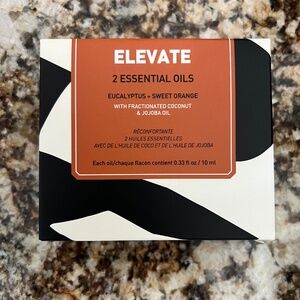 ELEVATE
2 ESSENTIAL OILS
EUCALYPTUS + SWEET ORANGE
WITH FRACTIONATED COCONUT
& JOJOBA OIL
RÉCONFORTANTE
2 HUILES ESSENTIELLES
AVEC DE L'HUILE DE COCO ET DE L'HUILE DE JOJOBA
Each oil/chaque flacon contient 0.33 fl oz / 10 mL